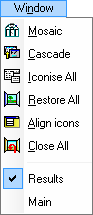 Window
Mosaic
Cascade
Iconise All
Restore All
Align icons
Close All
Results
Main